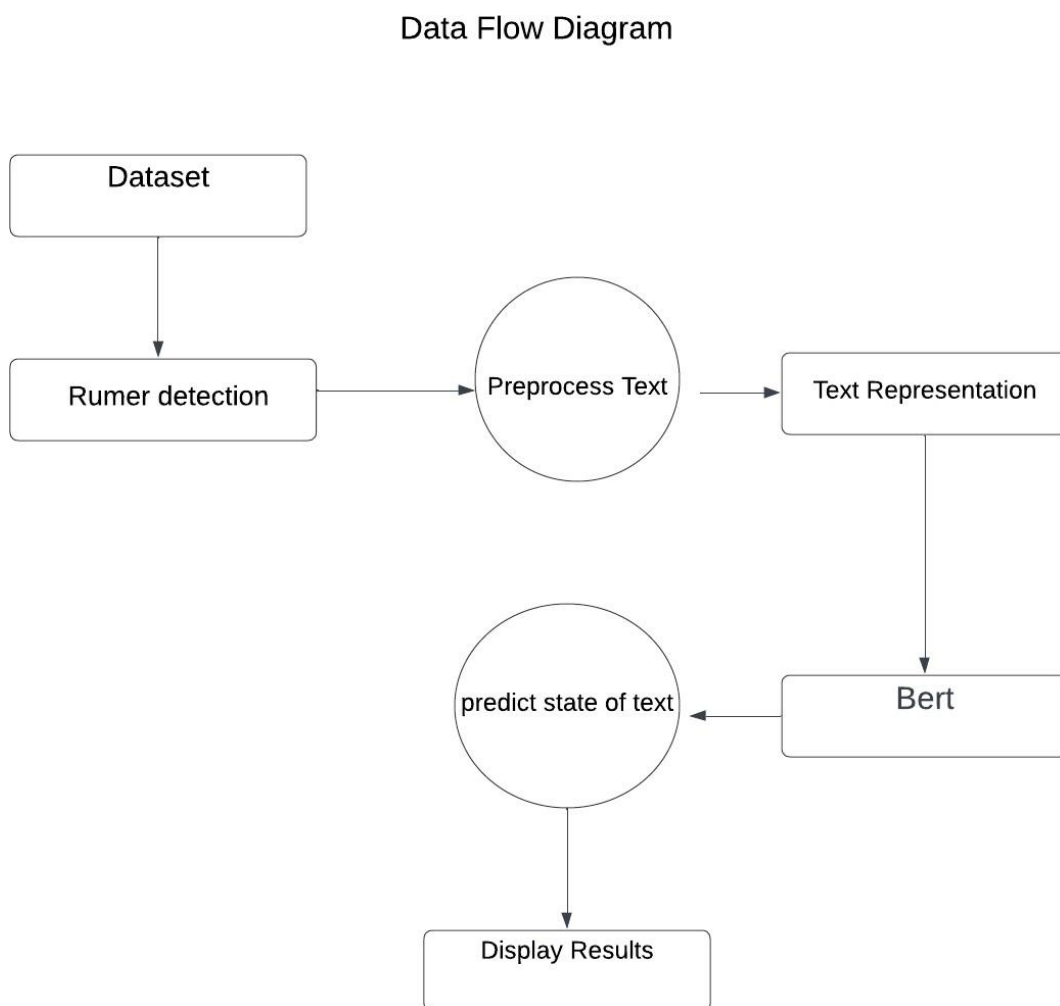 Data Flow Diagram
Dataset
Rumer detection
Preprocess Text
Text Representation
Bert
predict state of text
Display Results